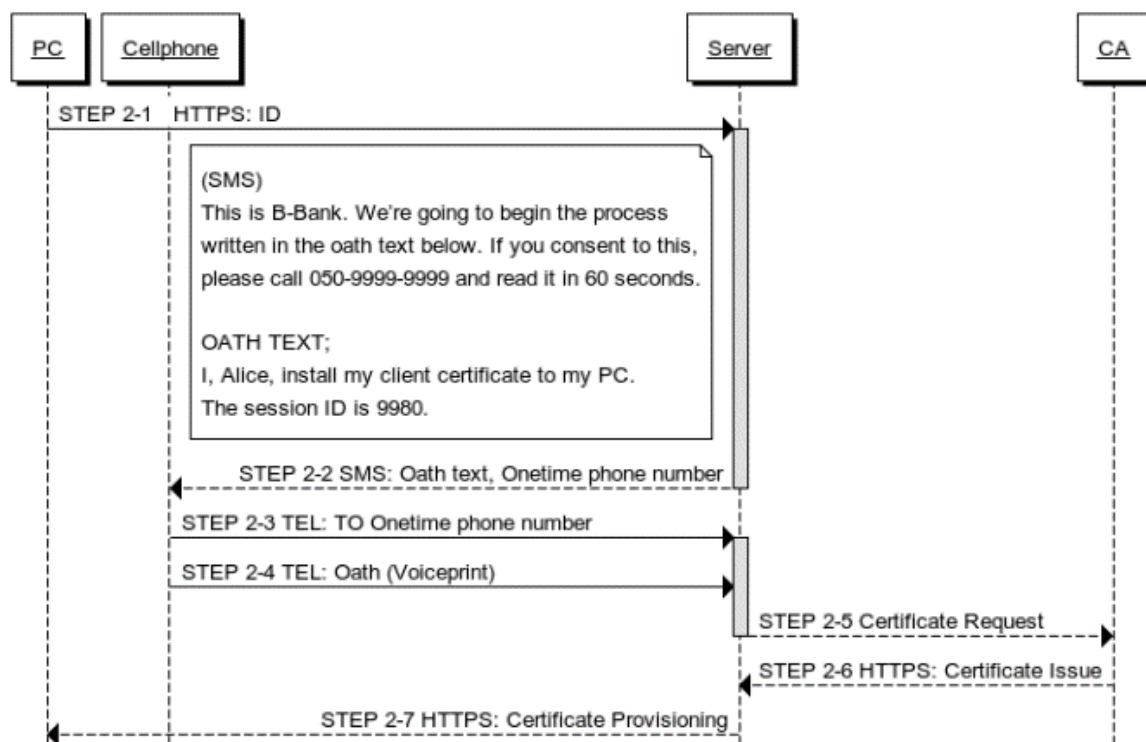 PC
Cellphone
Server
CA
STEP 2-1 HTTPS: ID
(SMS)
This is B-Bank. We're going to begin the process
written in the oath text below. If you consent to this,
please call 050-9999-9999 and read it in 60 seconds.
OATH TEXT;
I, Alice, install my client certificate to my PC.
The session ID is 9980.
STEP 2-2 SMS: Oath text, Onetime phone number
STEP 2-3 TEL: TO Onetime phone number
STEP 2-4 TEL: Oath (Voiceprint)
STEP 2-5 Certificate Request
STEP 2-6 HTTPS: Certificate Issue
STEP 2-7 HTTPS: Certificate Provisioning